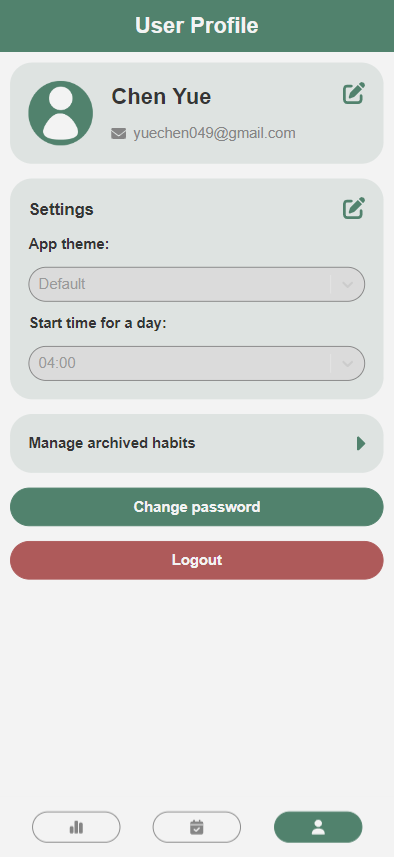 User Profile
Chen Yue
yuechen049@gmail.com
Settings
App theme:
Default
Start time for a day:
04:00
Manage archived habits
Change password
Logout